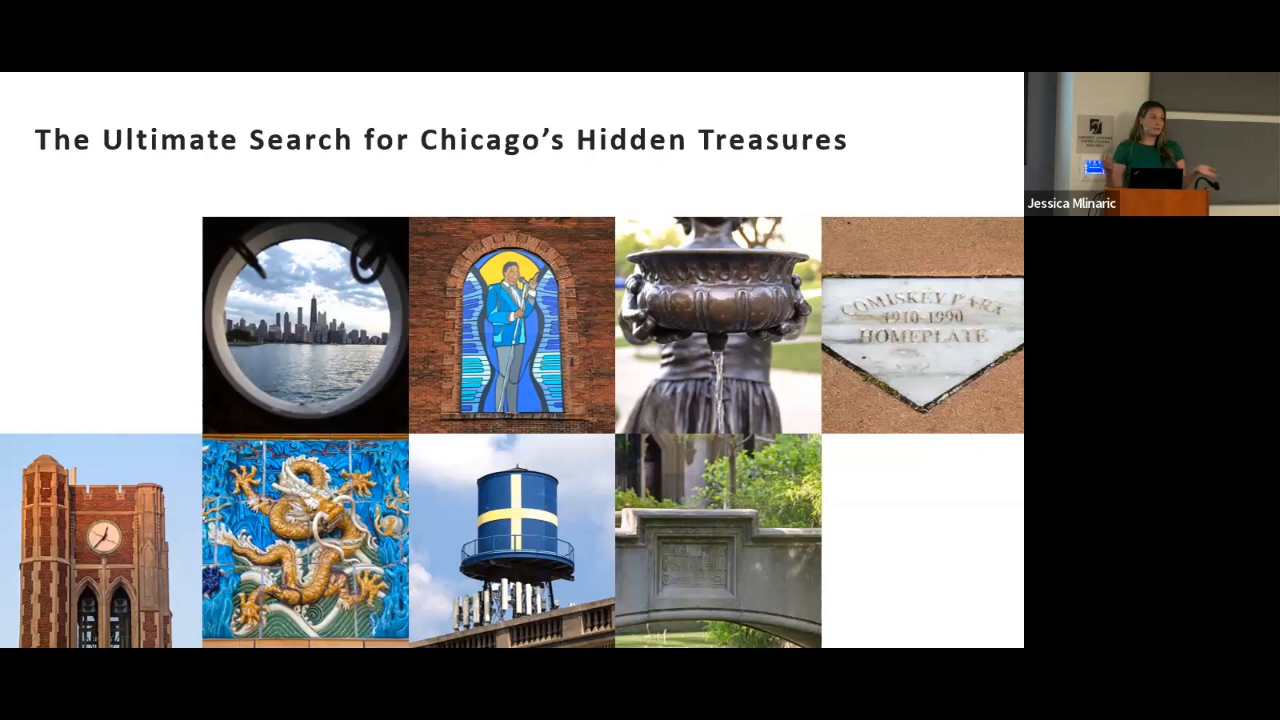 The Ultimate Search for Chicago’s Hidden Treasures
Jessica Mlinaric
COMISKEY PARK
1910-1990
HOMEPLATE